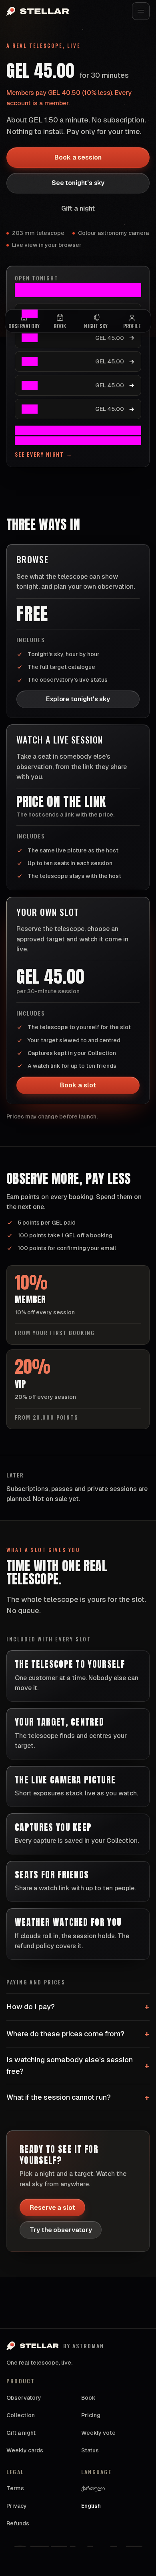 STELLAR
A REAL TELESCOPE, LIVE
GEL 45.00 for 30 minutes
Members pay GEL 40.50 (10% less). Every
account is a member.
About GEL 1.50 a minute. No subscription.
Nothing to install. Pay only for your time.
Book a session
See tonight's sky
Gift a night
203 mm telescope
Colour astronomy camera
Live view in your browser
OPEN TONIGHT
OBSERVATORY
BOOK
NIGHT SKY
PROFILE
GEL 45.00 →
GEL 45.00 →
GEL 45.00 →
GEL 45.00 →
SEE EVERY NIGHT →
THREE WAYS IN
BROWSE
See what the telescope can show
tonight, and plan your own observation.
FREE
INCLUDES
Tonight's sky, hour by hour
The full target catalogue
The observatory's live status
Explore tonight's sky
WATCH A LIVE SESSION
Take a seat in somebody else's
observation, from the link they share
with you.
PRICE ON THE LINK
The host sends a link with the price.
INCLUDES
The same live picture as the host
Up to ten seats in each session
The telescope stays with the host
YOUR OWN SLOT
Reserve the telescope, choose an
approved target and watch it come in
live.
GEL 45.00
per 30-minute session
INCLUDES
The telescope to yourself for the slot
Your target slewed to and centred
Captures kept in your Collection
A watch link for up to ten friends
Book a slot
Prices may change before launch.
OBSERVE MORE, PAY LESS
Earn points on every booking. Spend them on
the next one.
5 points per GEL paid
100 points take 1 GEL off a booking
100 points for confirming your email
10%
MEMBER
10% off every session
FROM YOUR FIRST BOOKING
20%
VIP
20% off every session
FROM 20,000 POINTS
LATER
Subscriptions, passes and private sessions are
planned. Not on sale yet.
WHAT A SLOT GIVES YOU
TIME WITH ONE REAL
TELESCOPE.
The whole telescope is yours for the slot.
No queue.
INCLUDED WITH EVERY SLOT
THE TELESCOPE TO YOURSELF
One customer at a time. Nobody else can
move it.
YOUR TARGET, CENTRED
The telescope finds and centres your
target.
THE LIVE CAMERA PICTURE
Short exposures stack live as you watch.
CAPTURES YOU KEEP
Every capture is saved in your Collection.
SEATS FOR FRIENDS
Share a watch link with up to ten people.
WEATHER WATCHED FOR YOU
If clouds roll in, the session holds. The
refund policy covers it.
PAYING AND PRICES
How do I pay? +
Where do these prices come from? +
Is watching somebody else's session
free? +
What if the session cannot run? +
READY TO SEE IT FOR
YOURSELF?
Pick a night and a target. Watch the
real sky from anywhere.
Reserve a slot
Try the observatory
STELLAR BY ASTROMAN
One real telescope, live.
PRODUCT
Observatory
Book
Collection
Pricing
Gift a night
Weekly vote
Weekly cards
Status
LEGAL
LANGUAGE
Terms
ქართული
Privacy
English
Refunds